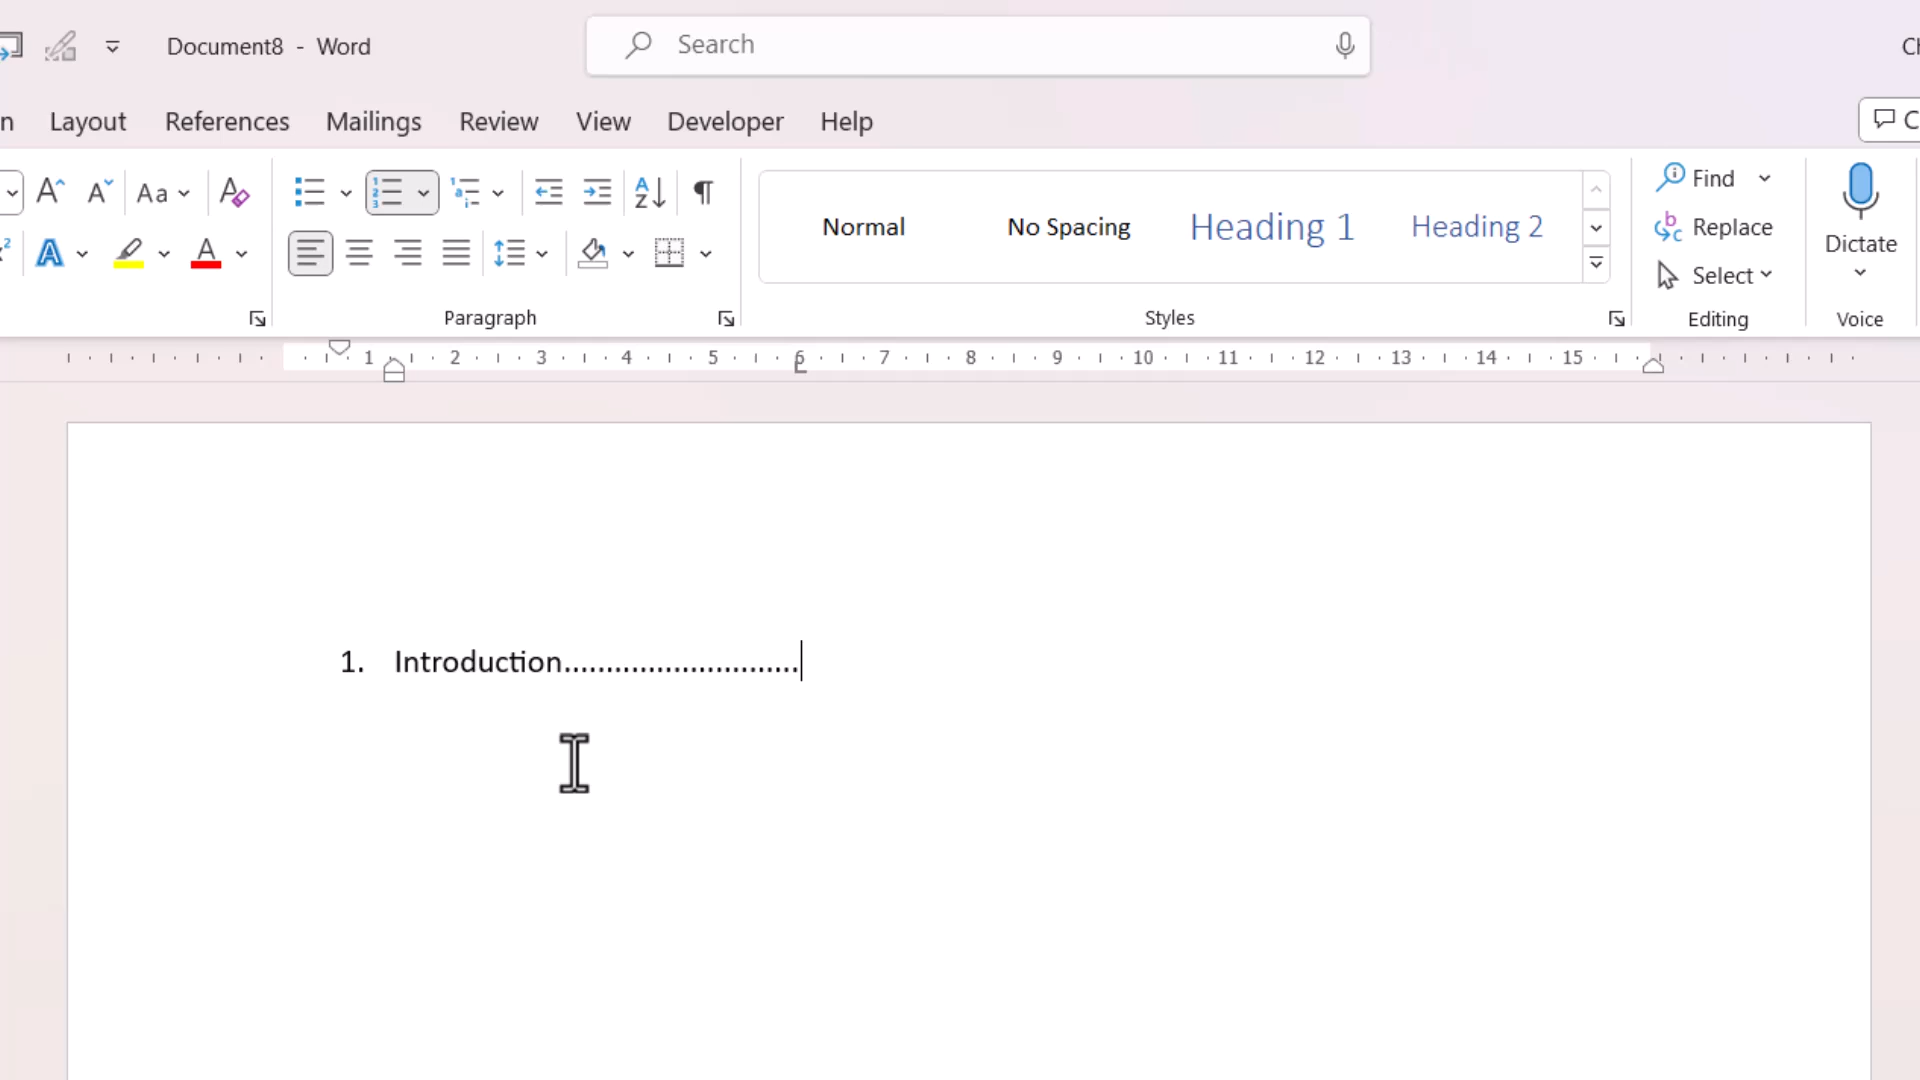 Document8 - Word
Search
Ch
n Layout References Mailings Review View Developer Help
C
Aa
Normal
No Spacing
Heading 1
Heading 2
Find
Replace
Select
Dictate
Paragraph
Styles
Editing
Voice
1 2 3 4 5 6 7 8 9 10 11 12 13 14 15
1. Introduction............................